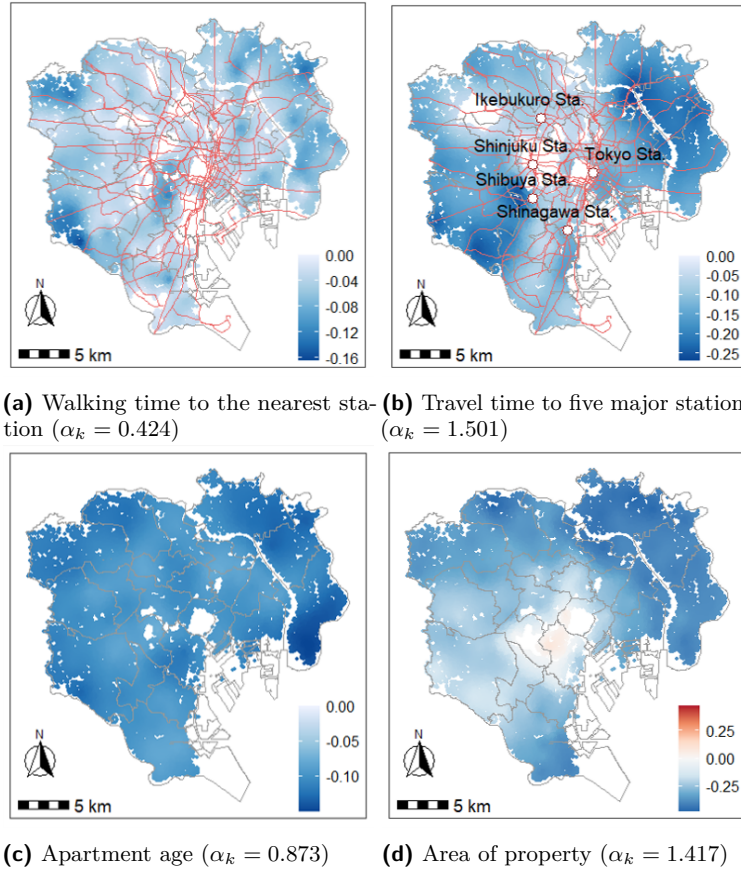 Ikebukuro Sta.
Shinjuku Sta.
Tokyo Sta.
Shibuya Sta.
Shinagawa Sta.
N
5 km
0.00
-0.04
-0.08
-0.12
-0.16
N
5 km
0.00
-0.05
-0.10
-0.15
-0.20
-0.25
(a) Walking time to the nearest sta-
tion (αk = 0.424)
(b) Travel time to five major station
(αk = 1.501)
N
5 km
0.00
-0.05
-0.10
N
5 km
0.25
0.00
-0.25
(c) Apartment age (αk = 0.873)
(d) Area of property (αk = 1.417)